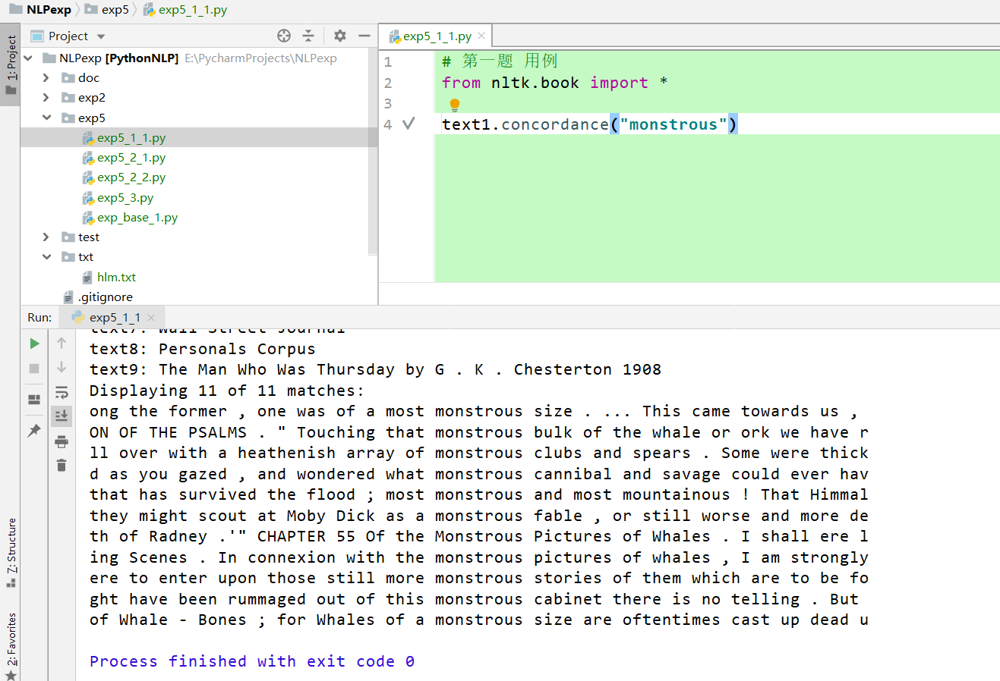 NLPexp exp5 exp5_1_1.py
Project
exp5_1_1.py
1: Project
NLPexp [PythonNLP] E:\PycharmProjects\NLPexp
doc
exp2
exp5
exp5_1_1.py
exp5_2_1.py
exp5_2_2.py
exp5_3.py
exp_base_1.py
test
txt
hlm.txt
.gitignore
1 # 第一题 用例
2 from nltk.book import *
3
4 text1.concordance("monstrous")
Run: exp5_1_1
text7: Wall Street Journal
text8: Personals Corpus
text9: The Man Who Was Thursday by G . K . Chesterton 1908
Displaying 11 of 11 matches:
ong the former , one was of a most monstrous size . ... This came towards us ,
ON OF THE PSALMS . " Touching that monstrous bulk of the whale or ork we have r
ll over with a heathenish array of monstrous clubs and spears . Some were thick
d as you gazed , and wondered what monstrous cannibal and savage could ever hav
that has survived the flood ; most monstrous and most mountainous ! That Himmal
they might scout at Moby Dick as a monstrous fable , or still worse and more de
th of Radney .'" CHAPTER 55 Of the Monstrous Pictures of Whales . I shall ere l
ing Scenes . In connexion with the monstrous pictures of whales , I am strongly
ere to enter upon those still more monstrous stories of them which are to be fo
ght have been rummaged out of this monstrous cabinet there is no telling . But
of Whale - Bones ; for Whales of a monstrous size are oftentimes cast up dead u
Process finished with exit code 0
7: Structure
2: Favorites